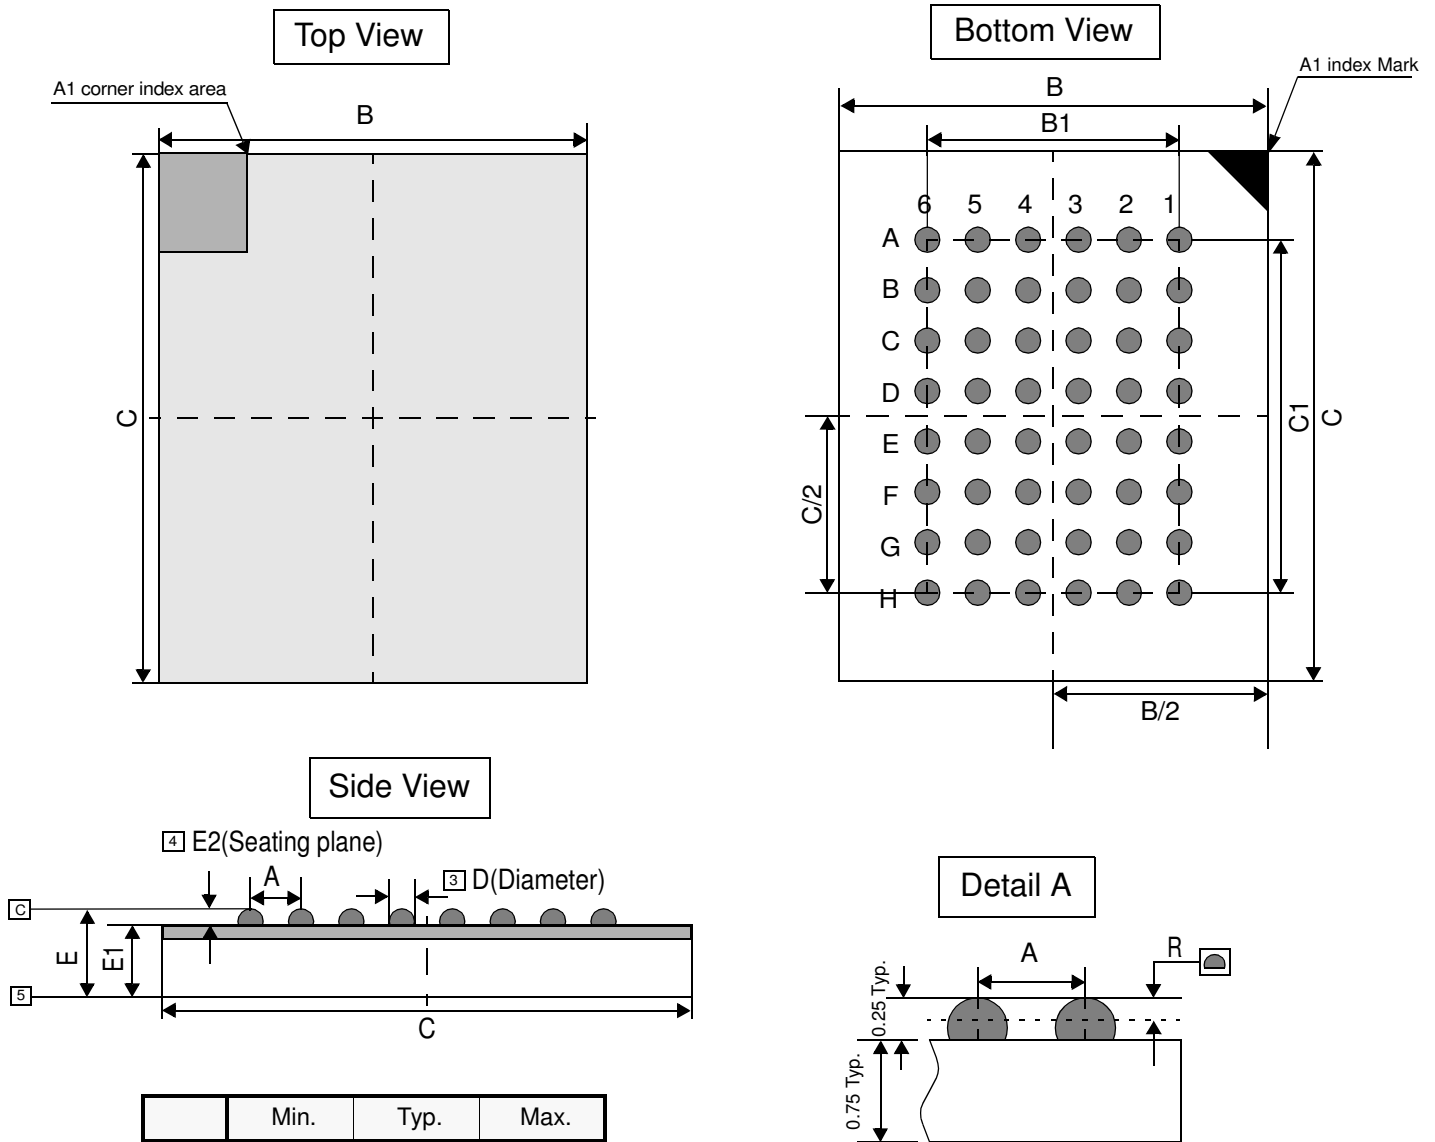 Top View
A1 corner index area
B
C
Bottom View
A1 index Mark
B
B1
6 5 4 3 2 1
A
B
C
D
E
F
G
H
C/2
C1
C
B/2
Side View
4 E2(Seating plane)
A
3 D(Diameter)
C
E
E1
5
C
Detail A
A
R
0.25 Typ.
0.75 Typ.
Min. Typ. Max.